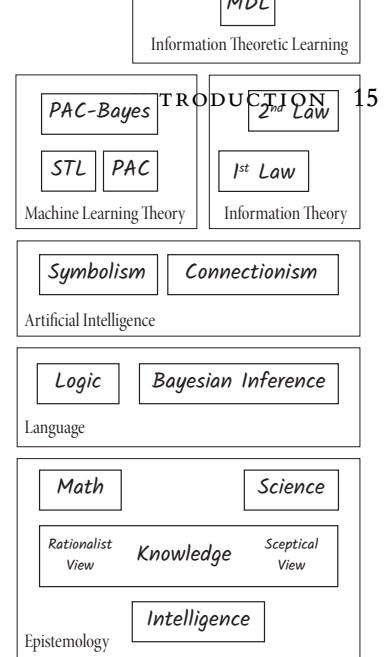 MDL
Information Theoretic Learning
INTRODUCTION 15
PAC-Bayes
2nd Law
STL PAC
1st Law
Machine Learning Theory
Information Theory
Symbolism Connectionism
Artificial Intelligence
Logic Bayesian Inference
Language
Math Science
Rationalist
View
Knowledge
Sceptical
View
Intelligence
Epistemology